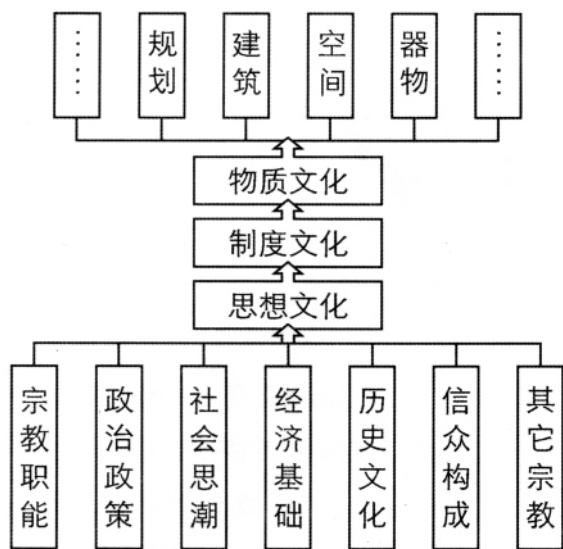 ……
规划
建筑
空间
器物
……
物质文化
制度文化
思想文化
宗教职能
政治政策
社会思潮
经济基础
历史文化
信众构成
其它宗教